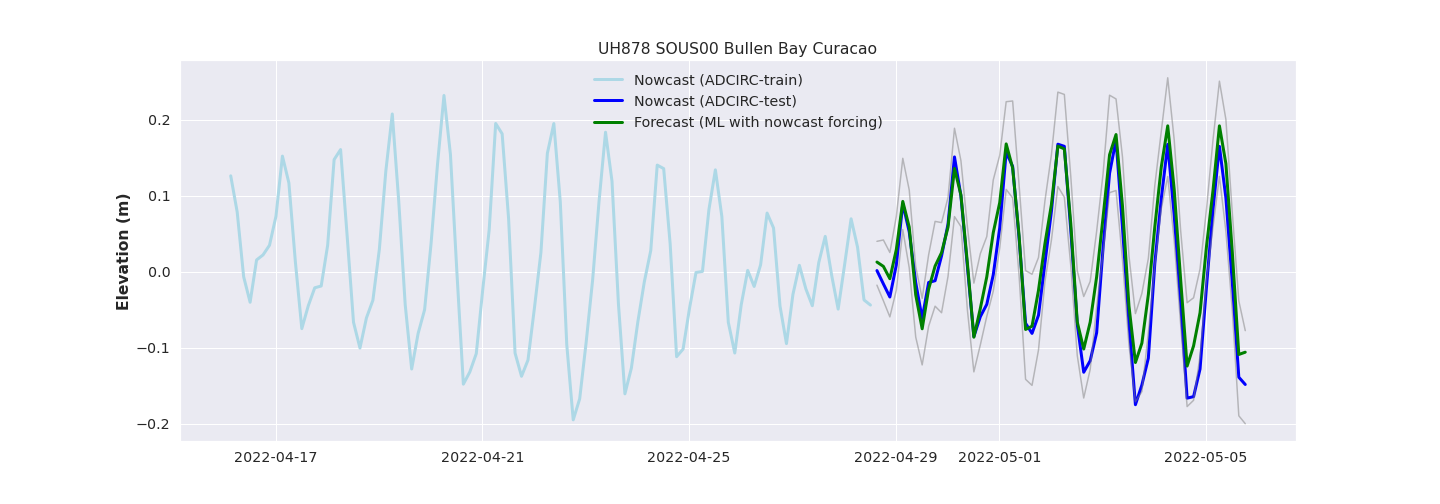 UH878 SOUS00 Bullen Bay Curacao
Nowcast (ADCIRC-train)
Nowcast (ADCIRC-test)
Forecast (ML with nowcast forcing)
Elevation (m)
0.2
0.1
0.0
−0.1
−0.2
2022-04-17 2022-04-21 2022-04-25 2022-04-29 2022-05-01 2022-05-05